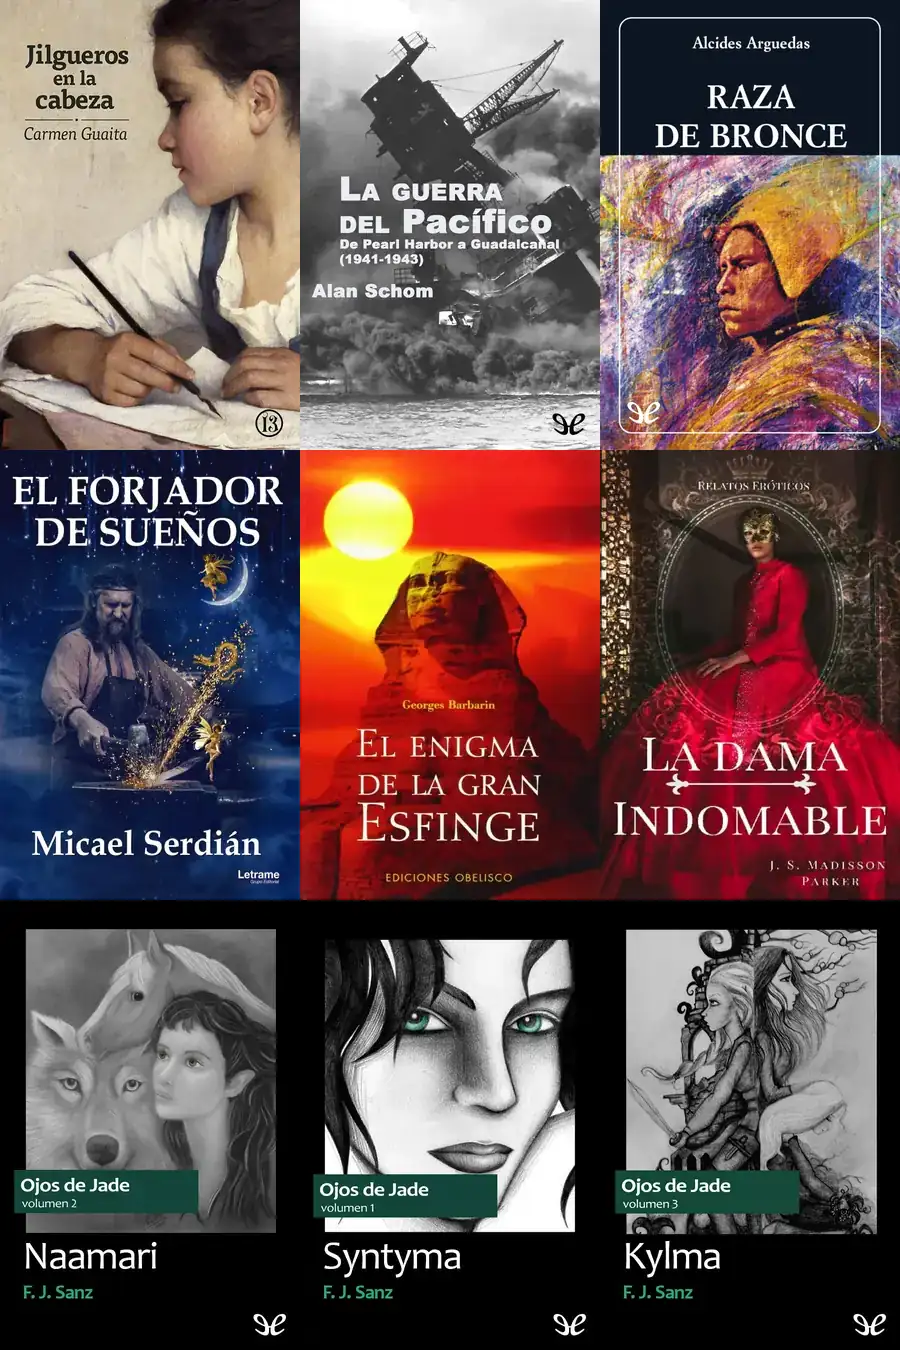 Jilgueros
en la
cabeza
Carmen Guaita
13
La guerra
del Pacífico
De Pearl Harbor a Guadalcanal
(1941-1943)
Alan Schom
Alcides Arguedas
RAZA
DE BRONCE
EL FORJADOR
DE SUEÑOS
Micael Serdián
Letrame
Grupo Editorial
Georges Barbarin
El enigma
de la gran
Esfinge
EDICIONES OBELISCO
Relatos Eróticos
La Dama
Indomable
J. S. Madisson
Parker
Ojos de Jade
volumen 2
Naamari
F. J. Sanz
Ojos de Jade
volumen 1
Syntyma
F. J. Sanz
Ojos de Jade
volumen 3
Kylma
F. J. Sanz